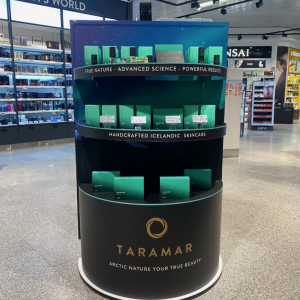 WORLD
NSAI
TRUE NATURE - ADVANCED SCIENCE - POWERFUL RESULTS
HANDCRAFTED ICELANDIC SKINCARE
TARAMAR
ARCTIC NATURE YOUR TRUE BEAUTY